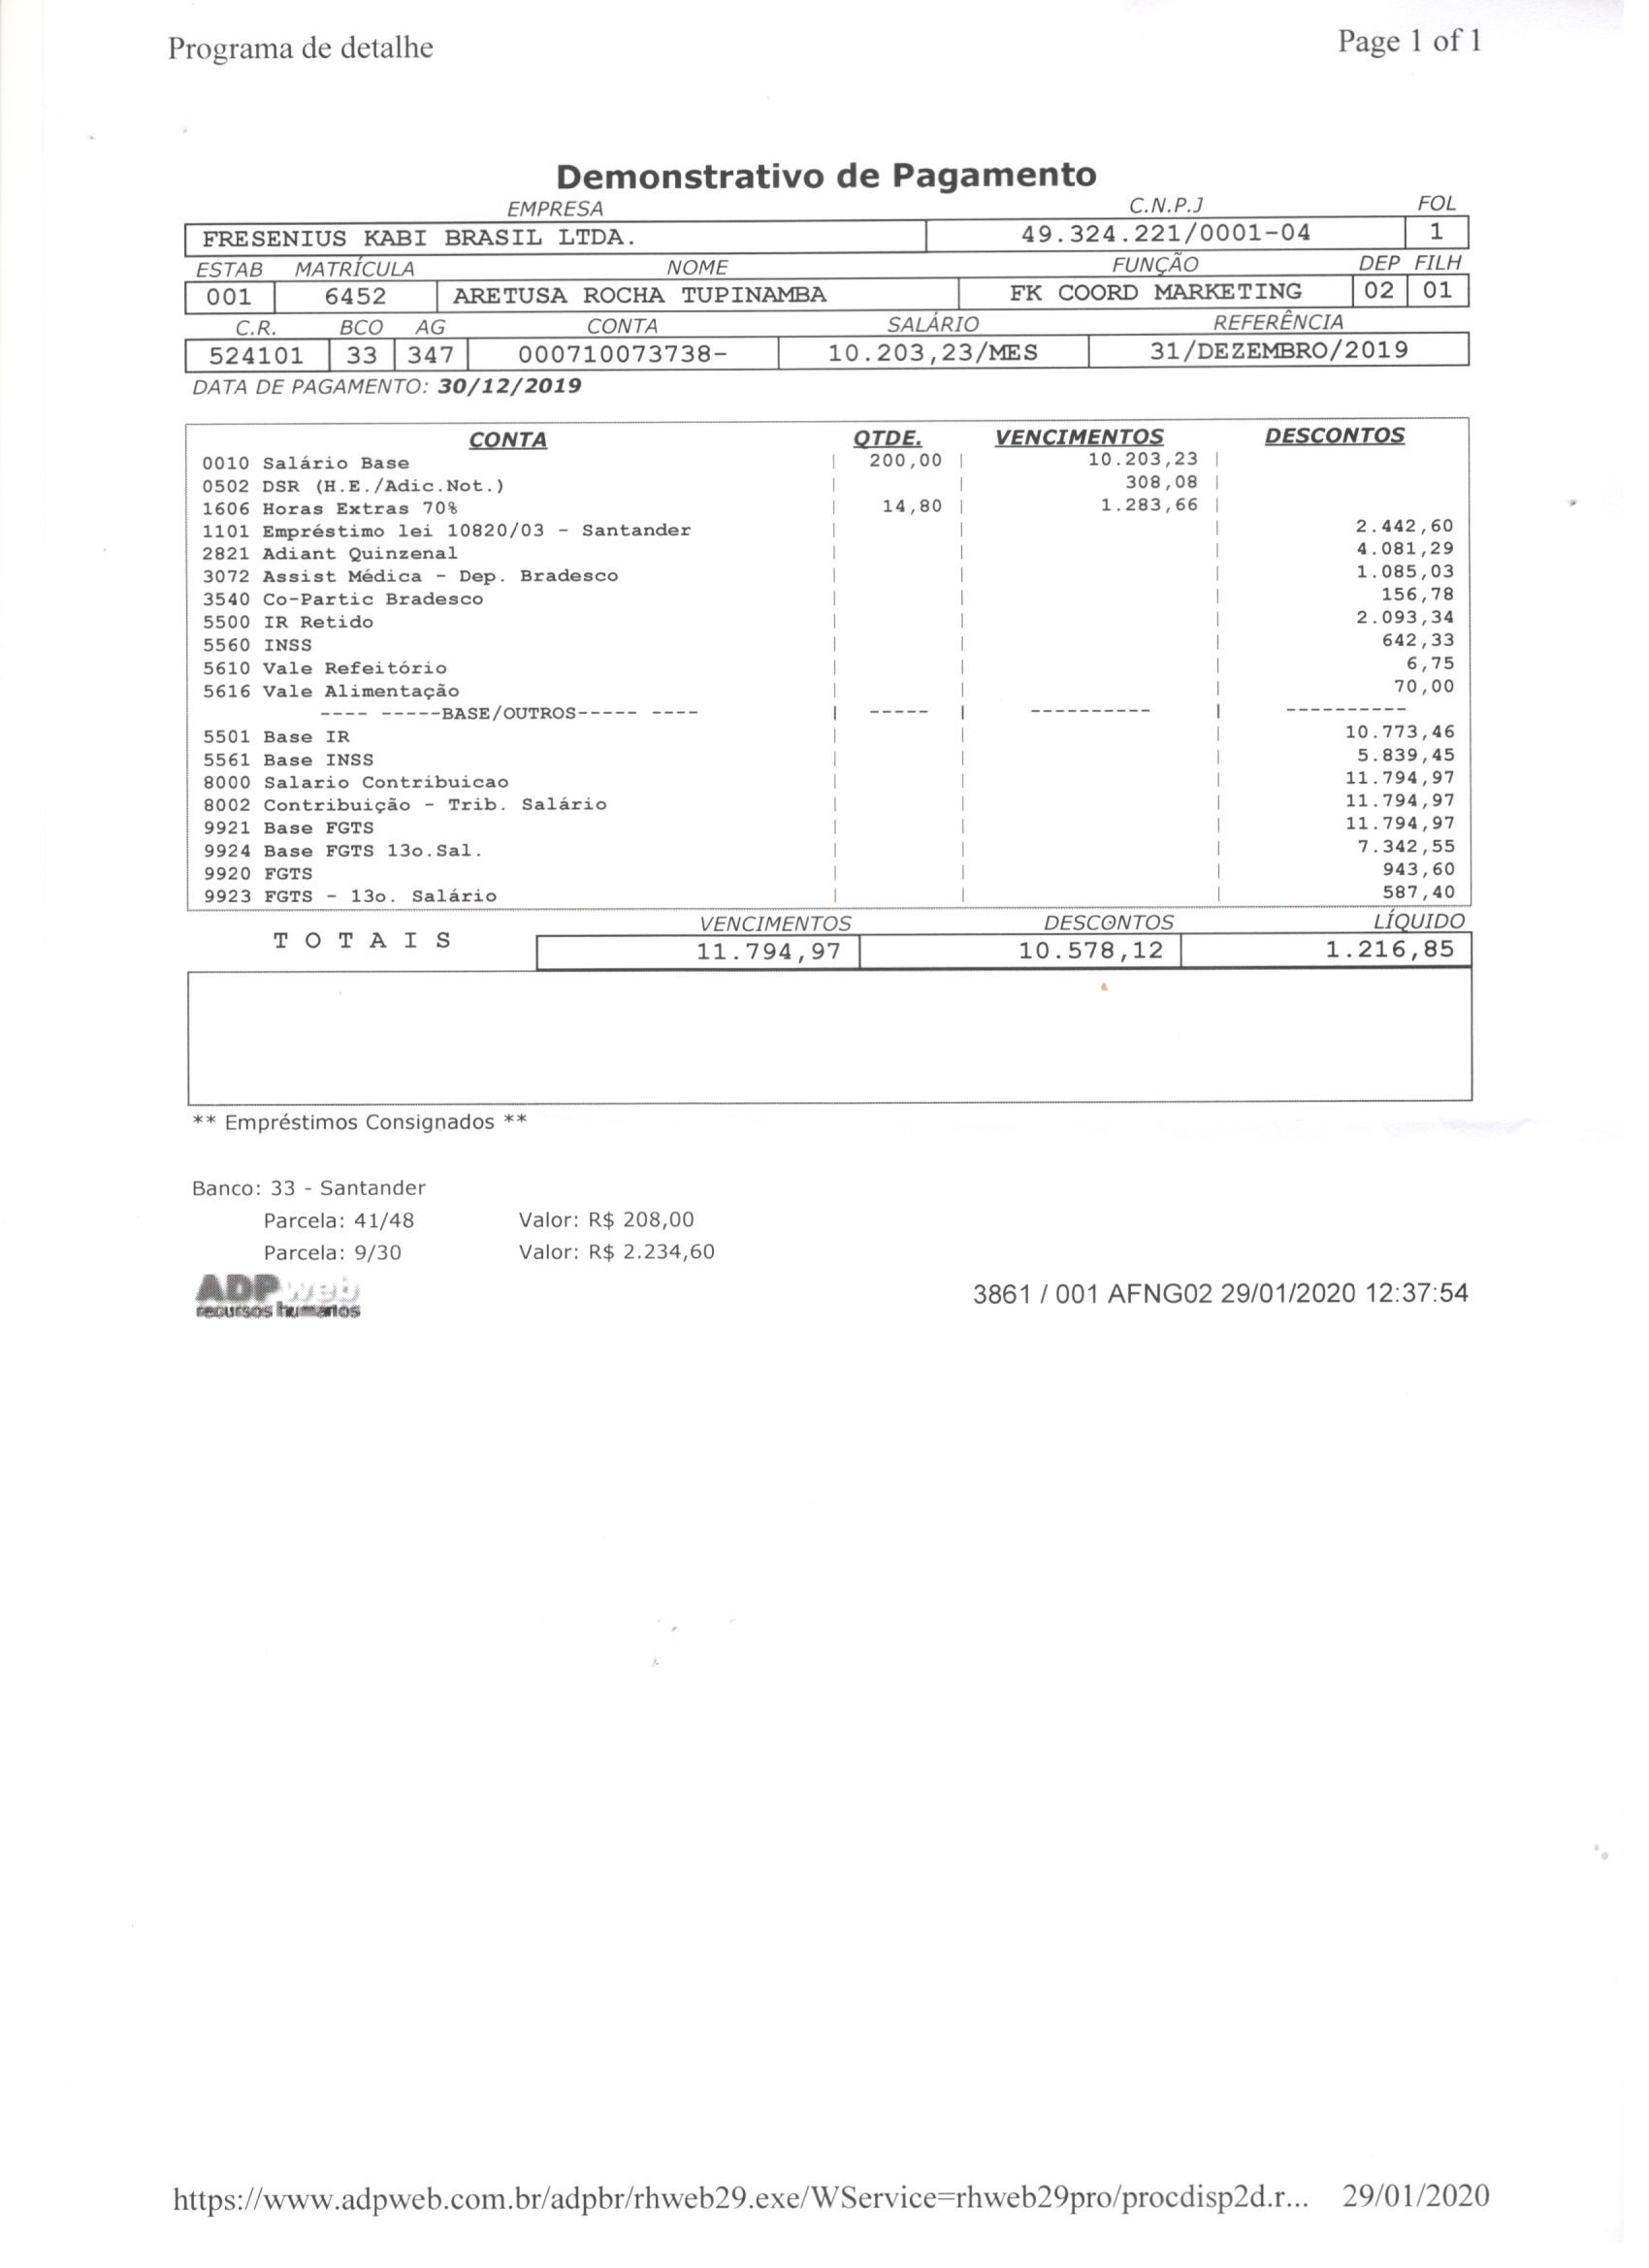 Programa de detalhe Page 1 of 1
Demonstrativo de Pagamento
EMPRESA C.N.P.J FOL
FRESENIUS KABI BRASIL LTDA. 49.324.221/0001-04 1
ESTAB MATRÍCULA NOME FUNÇÃO DEP FILH
001 6452 ARETUSA ROCHA TUPINAMBA FK COORD MARKETING 02 01
C.R. BCO AG CONTA SALÁRIO REFERÊNCIA
524101 33 347 000710073738- 10.203,23/MES 31/DEZEMBRO/2019
DATA DE PAGAMENTO: 30/12/2019
CONTA QTDE. VENCIMENTOS DESCONTOS
0010 Salário Base | 200,00 | 10.203,23 |
0502 DSR (H.E./Adic.Not.) | | 308,08 |
1606 Horas Extras 70% | 14,80 | 1.283,66 |
1101 Empréstimo lei 10820/03 - Santander | | | 2.442,60
2821 Adiant Quinzenal | | | 4.081,29
3072 Assist Médica - Dep. Bradesco | | | 1.085,03
3540 Co-Partic Bradesco | | | 156,78
5500 IR Retido | | | 2.093,34
5560 INSS | | | 642,33
5610 Vale Refeitório | | | 6,75
5616 Vale Alimentação | | | 70,00
---- -----BASE/OUTROS----- ---- | ----- | ---------- | ----------
5501 Base IR | | | 10.773,46
5561 Base INSS | | | 5.839,45
8000 Salario Contribuicao | | | 11.794,97
8002 Contribuição - Trib. Salário | | | 11.794,97
9921 Base FGTS | | | 11.794,97
9924 Base FGTS 13o.Sal. | | | 7.342,55
9920 FGTS | | | 943,60
9923 FGTS - 13o. Salário | | | 587,40
VENCIMENTOS DESCONTOS LÍQUIDO
T O T A I S 11.794,97 10.578,12 1.216,85
** Empréstimos Consignados **
Banco: 33 - Santander
Parcela: 41/48 Valor: R$ 208,00
Parcela: 9/30 Valor: R$ 2.234,60
ADPweb
recursos humanos
3861 / 001 AFNG02 29/01/2020 12:37:54
https://www.adpweb.com.br/adpbr/rhweb29.exe/WService=rhweb29pro/procdisp2d.r... 29/01/2020